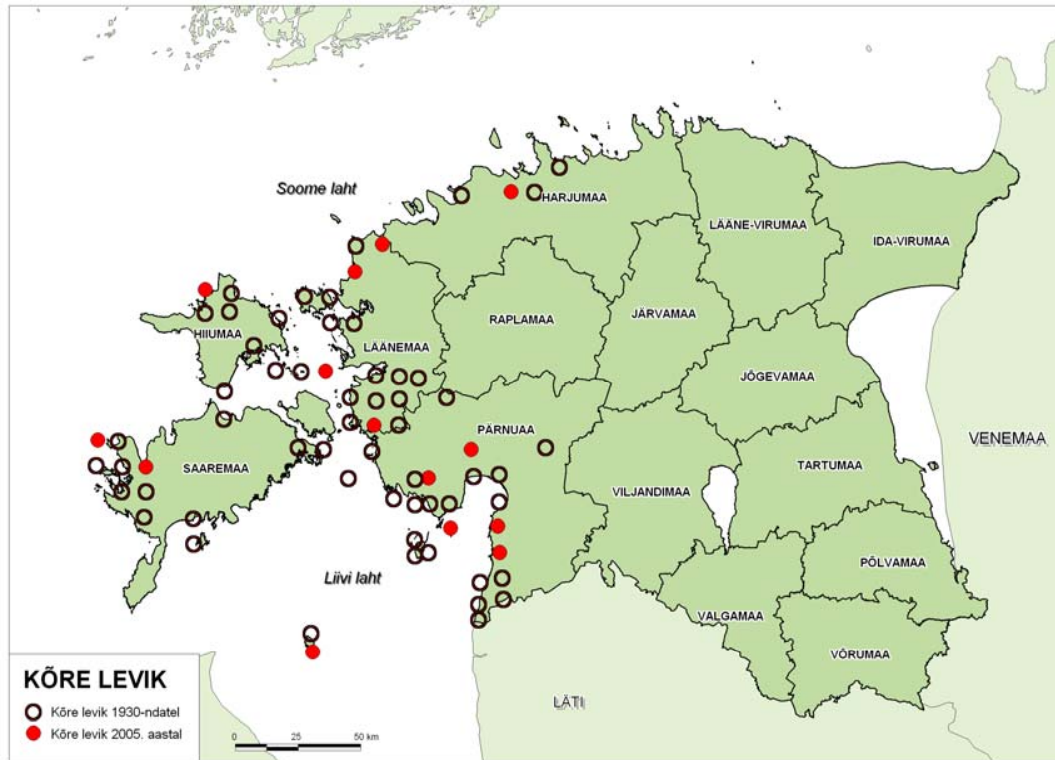 Soome laht
HARJUMAA
LÄÄNE-VIRUMAA
IDA-VIRUMAA
RAPLAMAA
JÄRVAMAA
HIIUMAA
LÄÄNEMAA
JÕGEVAMAA
PÄRNUAA
VENEMAA
SAAREMAA
TARTUMAA
VILJANDIMAA
PÕLVAMAA
Liivi laht
VALGAMAA
VÕRUMAA
LÄTI
KÕRE LEVIK
Kõre levik 1930-ndatel
Kõre levik 2005. aastal
0 25 50 km